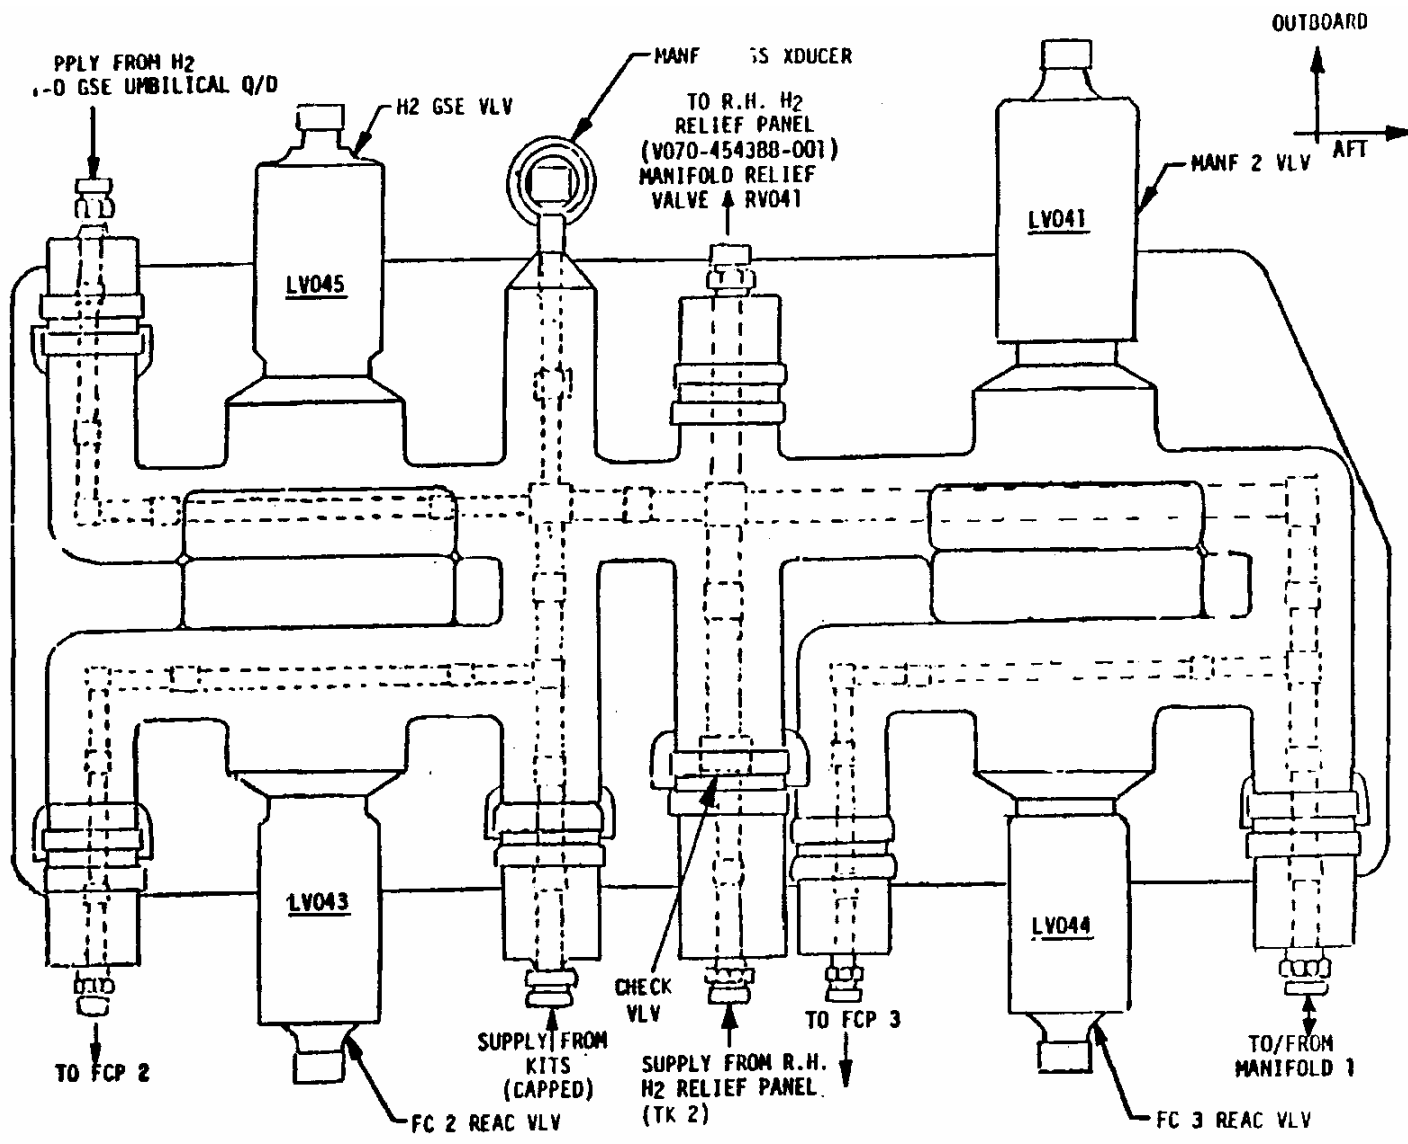 OUTBOARD
AFT
PPLY FROM H2
-O GSE UMBILICAL Q/D
H2 GSE VLV
MANF SS XDUCER
TO R.H. H2
RELIEF PANEL
(V070-454388-001)
MANIFOLD RELIEF
VALVE RV041
MANF 2 VLV
LV045
LV041
LV043
LV044
TO FCP 2
FC 2 REAC VLV
SUPPLY FROM
KITS
(CAPPED)
CHECK
VLV
SUPPLY FROM R.H.
H2 RELIEF PANEL
(TK 2)
TO FCP 3
FC 3 REAC VLV
TO/FROM
MANIFOLD 1